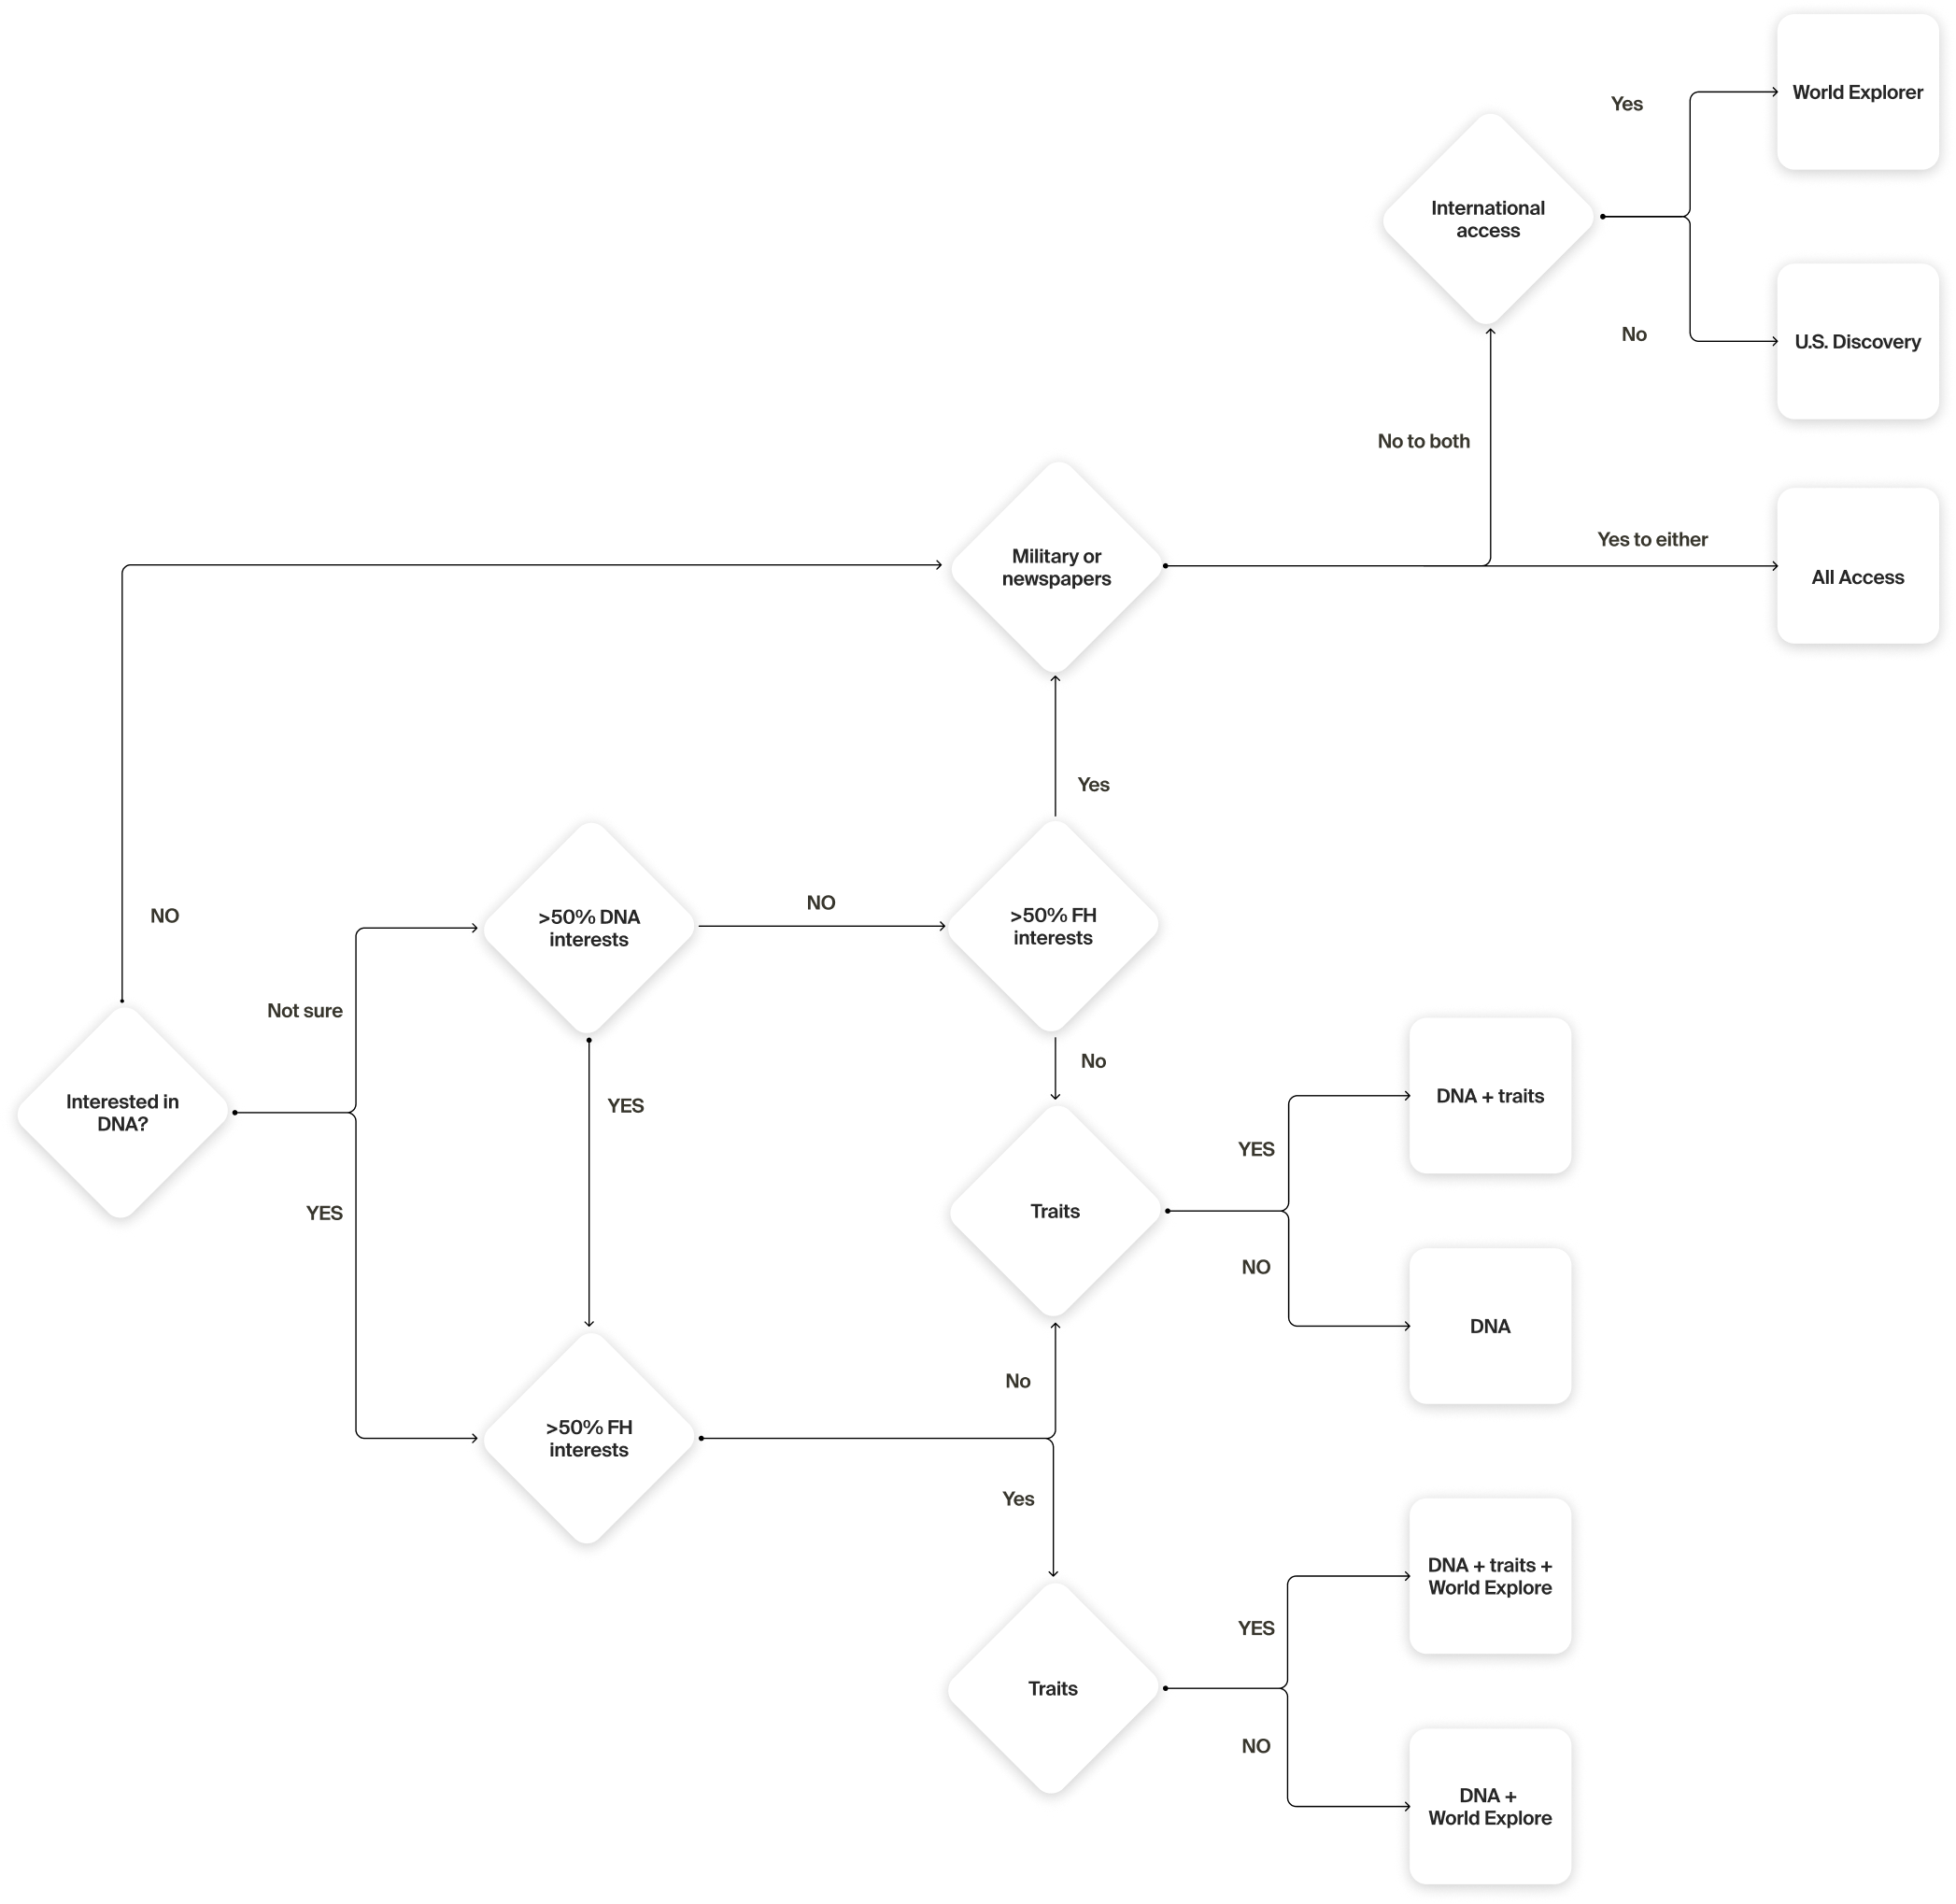 World Explorer
Yes
International
access
No
U.S. Discovery
No to both
Yes to either
Military or
newspapers
All Access
Yes
NO
>50% DNA
interests
NO
>50% FH
interests
Not sure
No
Interested in
DNA?
YES
DNA + traits
YES
YES
Traits
NO
DNA
No
>50% FH
interests
Yes
DNA + traits +
World Explore
YES
Traits
NO
DNA +
World Explore